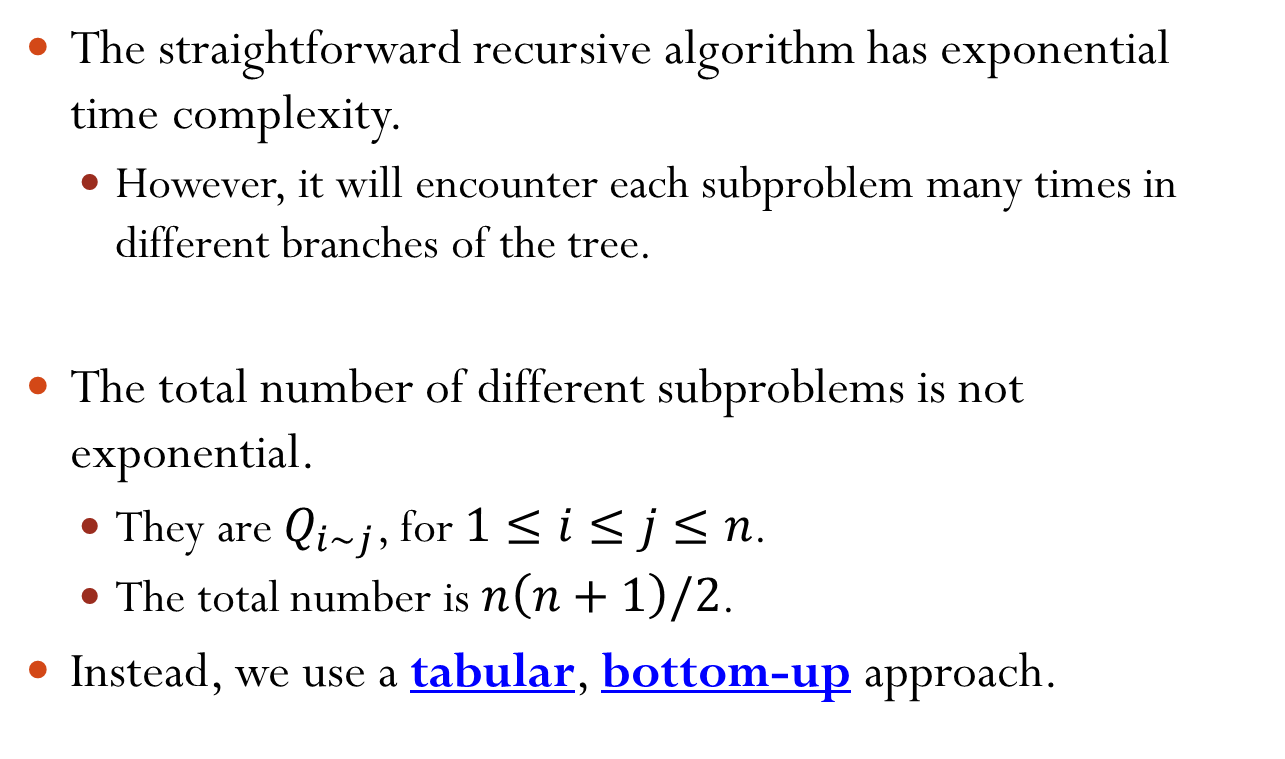 • The straightforward recursive algorithm has exponential
time complexity.
• However, it will encounter each subproblem many times in
different branches of the tree.
• The total number of different subproblems is not
exponential.
• They are Q_{i~j}, for 1 ≤ i ≤ j ≤ n.
• The total number is n(n + 1)/2.
• Instead, we use a tabular, bottom-up approach.